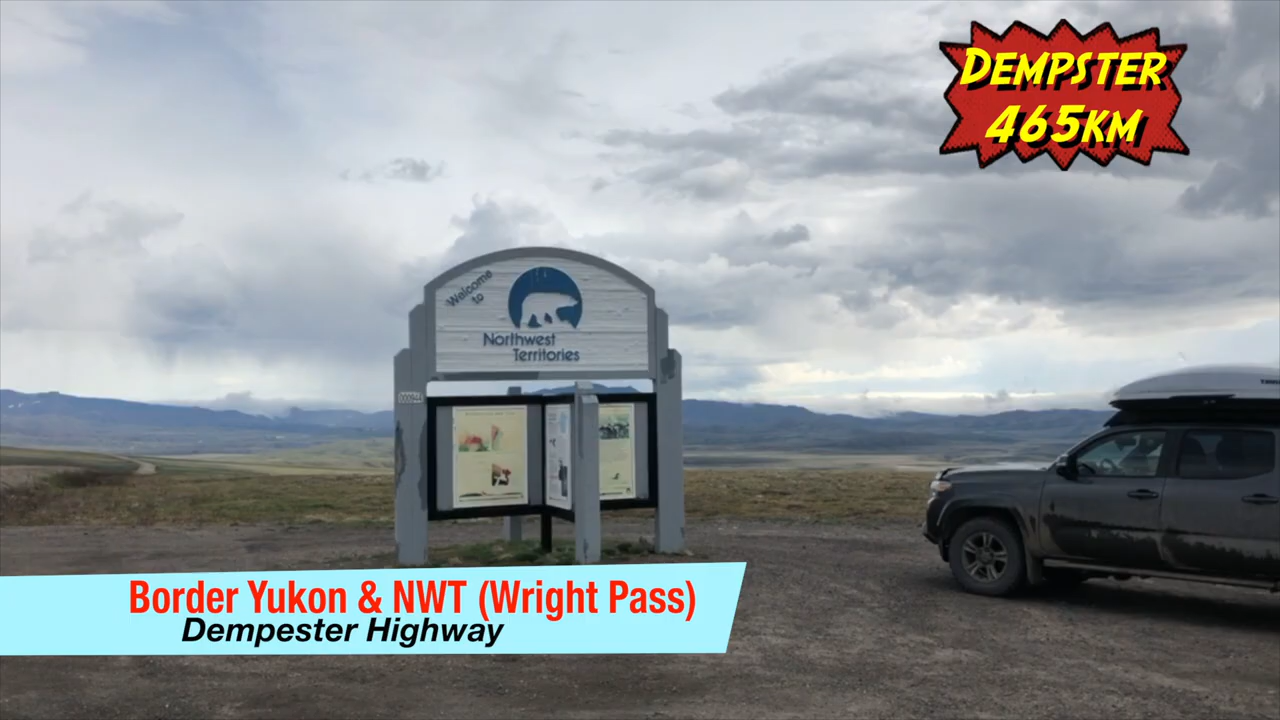 DEMPSTER
465KM
Welcome
to
Northwest
Territories
Border Yukon & NWT (Wright Pass)
Dempester Highway